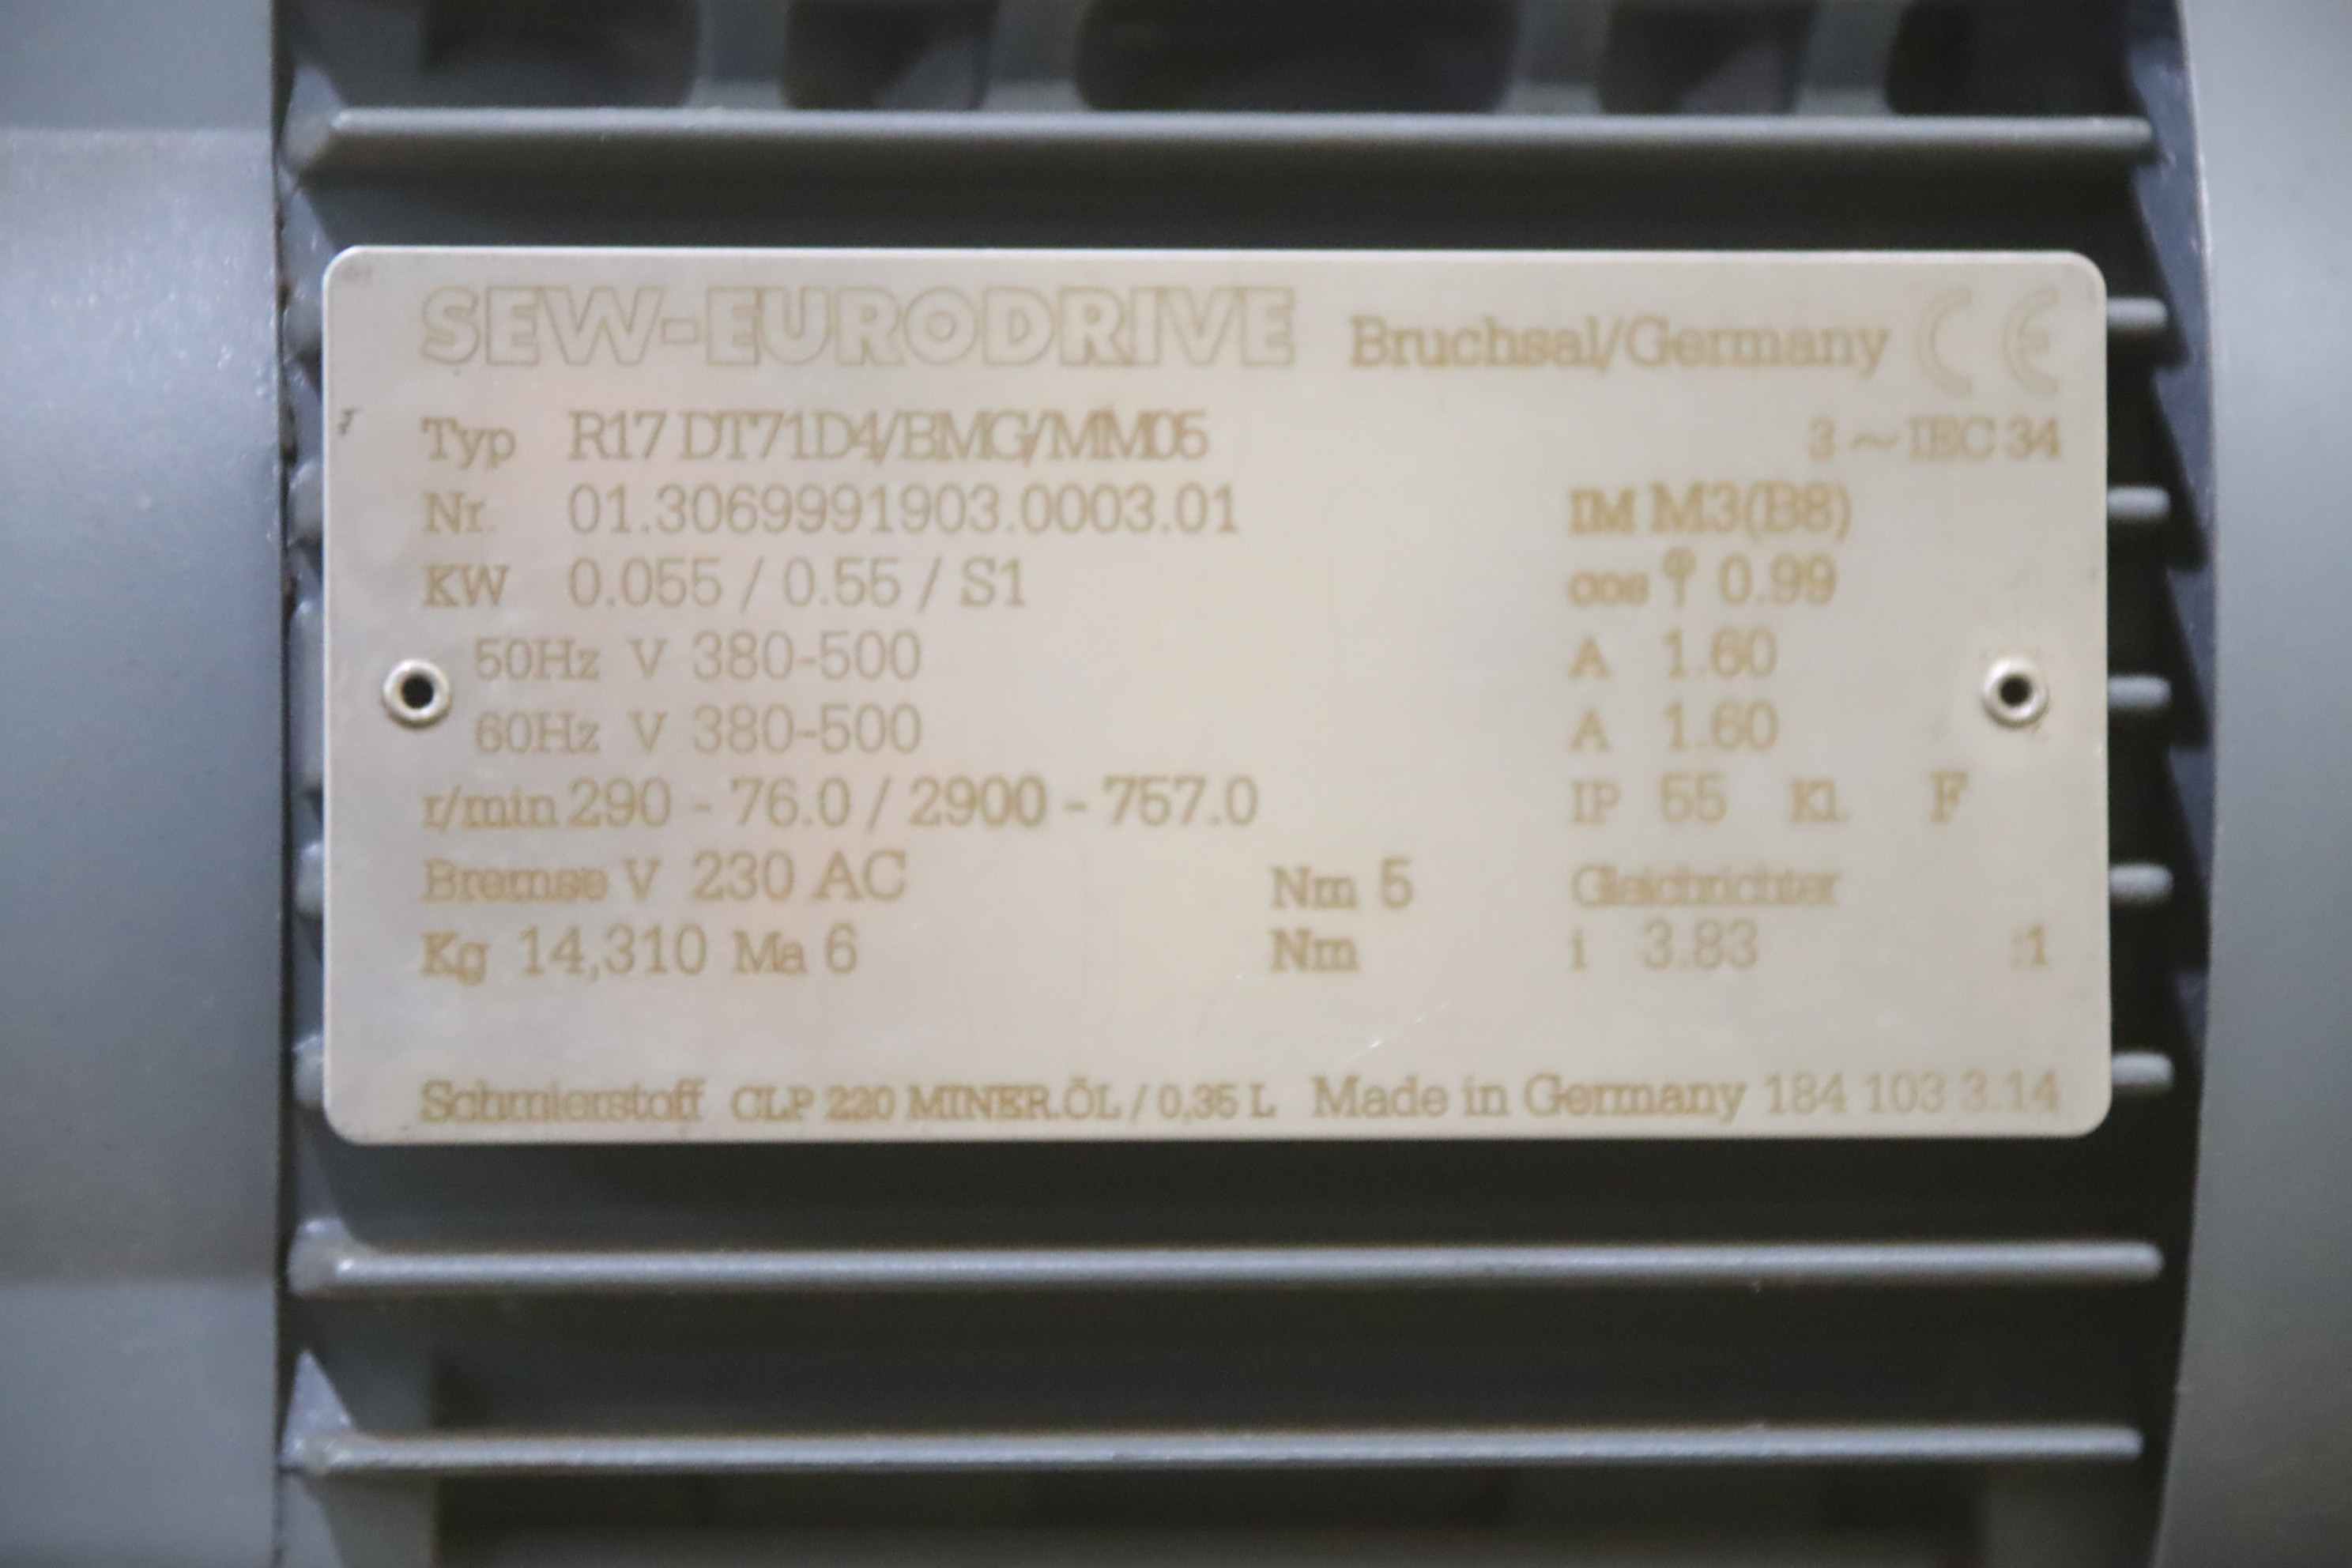 SEW-EURODRIVE Bruchsal/Germany CE
Typ R17 DT71D4/BMG/MM05 3 ~ IEC 34
Nr. 01.3069991903.0003.01 IM M3(B8)
KW 0.055 / 0.55 / S1 cos φ 0.99
50Hz V 380-500 A 1.60
60Hz V 380-500 A 1.60
r/min 290 - 76.0 / 2900 - 757.0 IP 55 Kl. F
Bremse V 230 AC Nm 5 Gleichrichter
Kg 14,310 Ma 6 Nm i 3.83 :1
Schmierstoff CLP 220 MINER.ÖL / 0,35 L Made in Germany 184 103 3.14